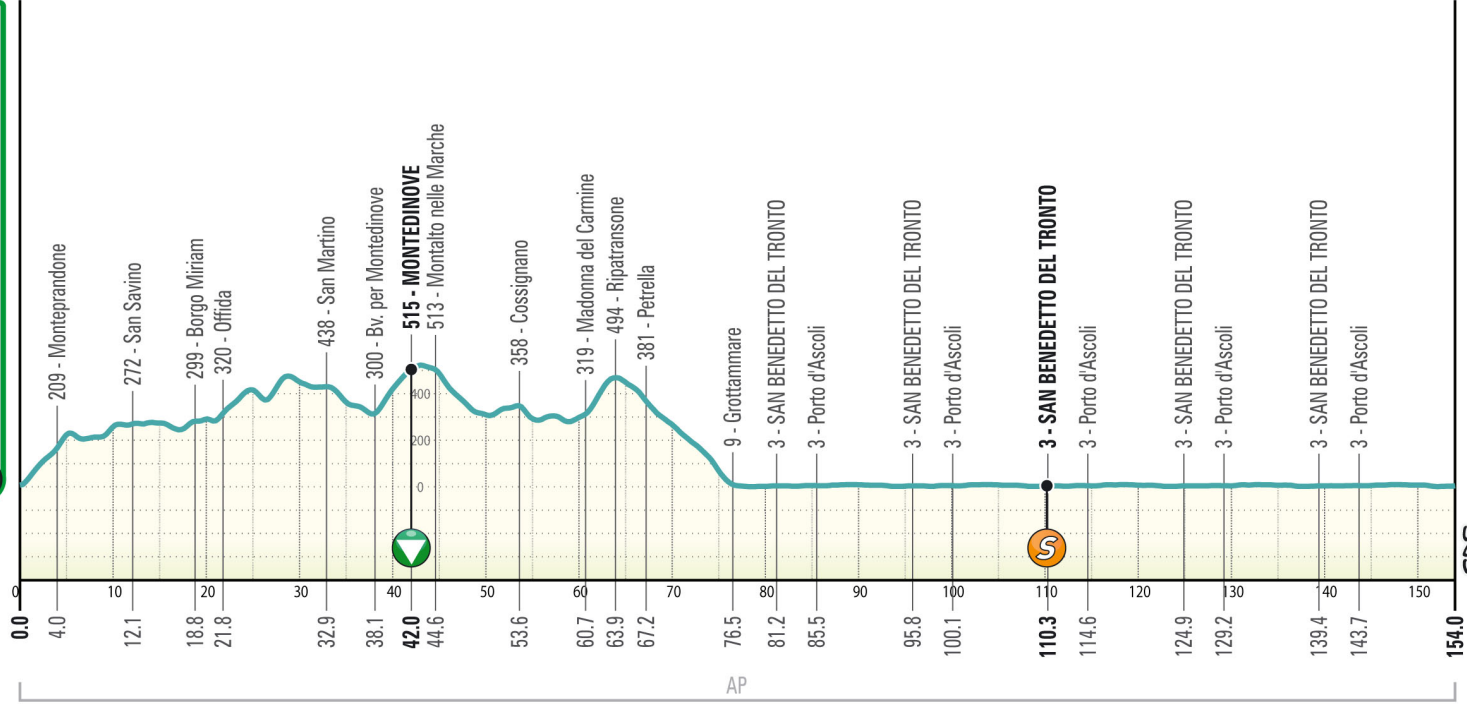 209 - Monteprandone
272 - San Savino
299 - Borgo Miriam
320 - Offida
438 - San Martino
300 - Bv. per Montedinove
515 - MONTEDINOVE
513 - Montalto nelle Marche
358 - Cossignano
319 - Madonna del Carmine
494 - Ripatransone
381 - Petrella
9 - Grottammare
3 - SAN BENEDETTO DEL TRONTO
3 - Porto d'Ascoli
3 - SAN BENEDETTO DEL TRONTO
3 - Porto d'Ascoli
3 - SAN BENEDETTO DEL TRONTO
3 - Porto d'Ascoli
3 - SAN BENEDETTO DEL TRONTO
3 - Porto d'Ascoli
3 - SAN BENEDETTO DEL TRONTO
3 - Porto d'Ascoli
400
200
0
S
0 10 20 30 40 50 60 70 80 90 100 110 120 130 140 150
0.0 4.0 12.1 18.8 21.8 32.9 38.1 42.0 44.6 53.6 60.7 63.9 67.2 76.5 81.2 85.5 95.8 100.1 110.3 114.6 124.9 129.2 139.4 143.7 154.0
AP